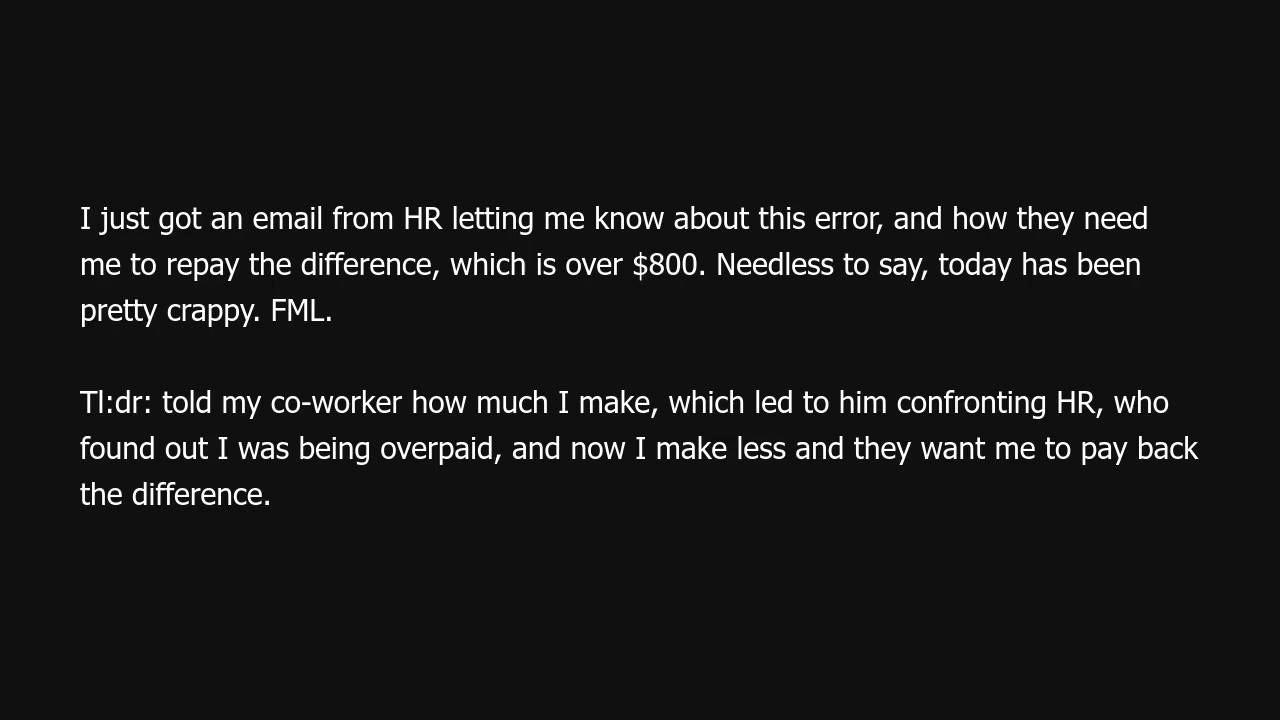 I just got an email from HR letting me know about this error, and how they need
me to repay the difference, which is over $800. Needless to say, today has been
pretty crappy. FML.
Tl:dr: told my co-worker how much I make, which led to him confronting HR, who
found out I was being overpaid, and now I make less and they want me to pay back
the difference.